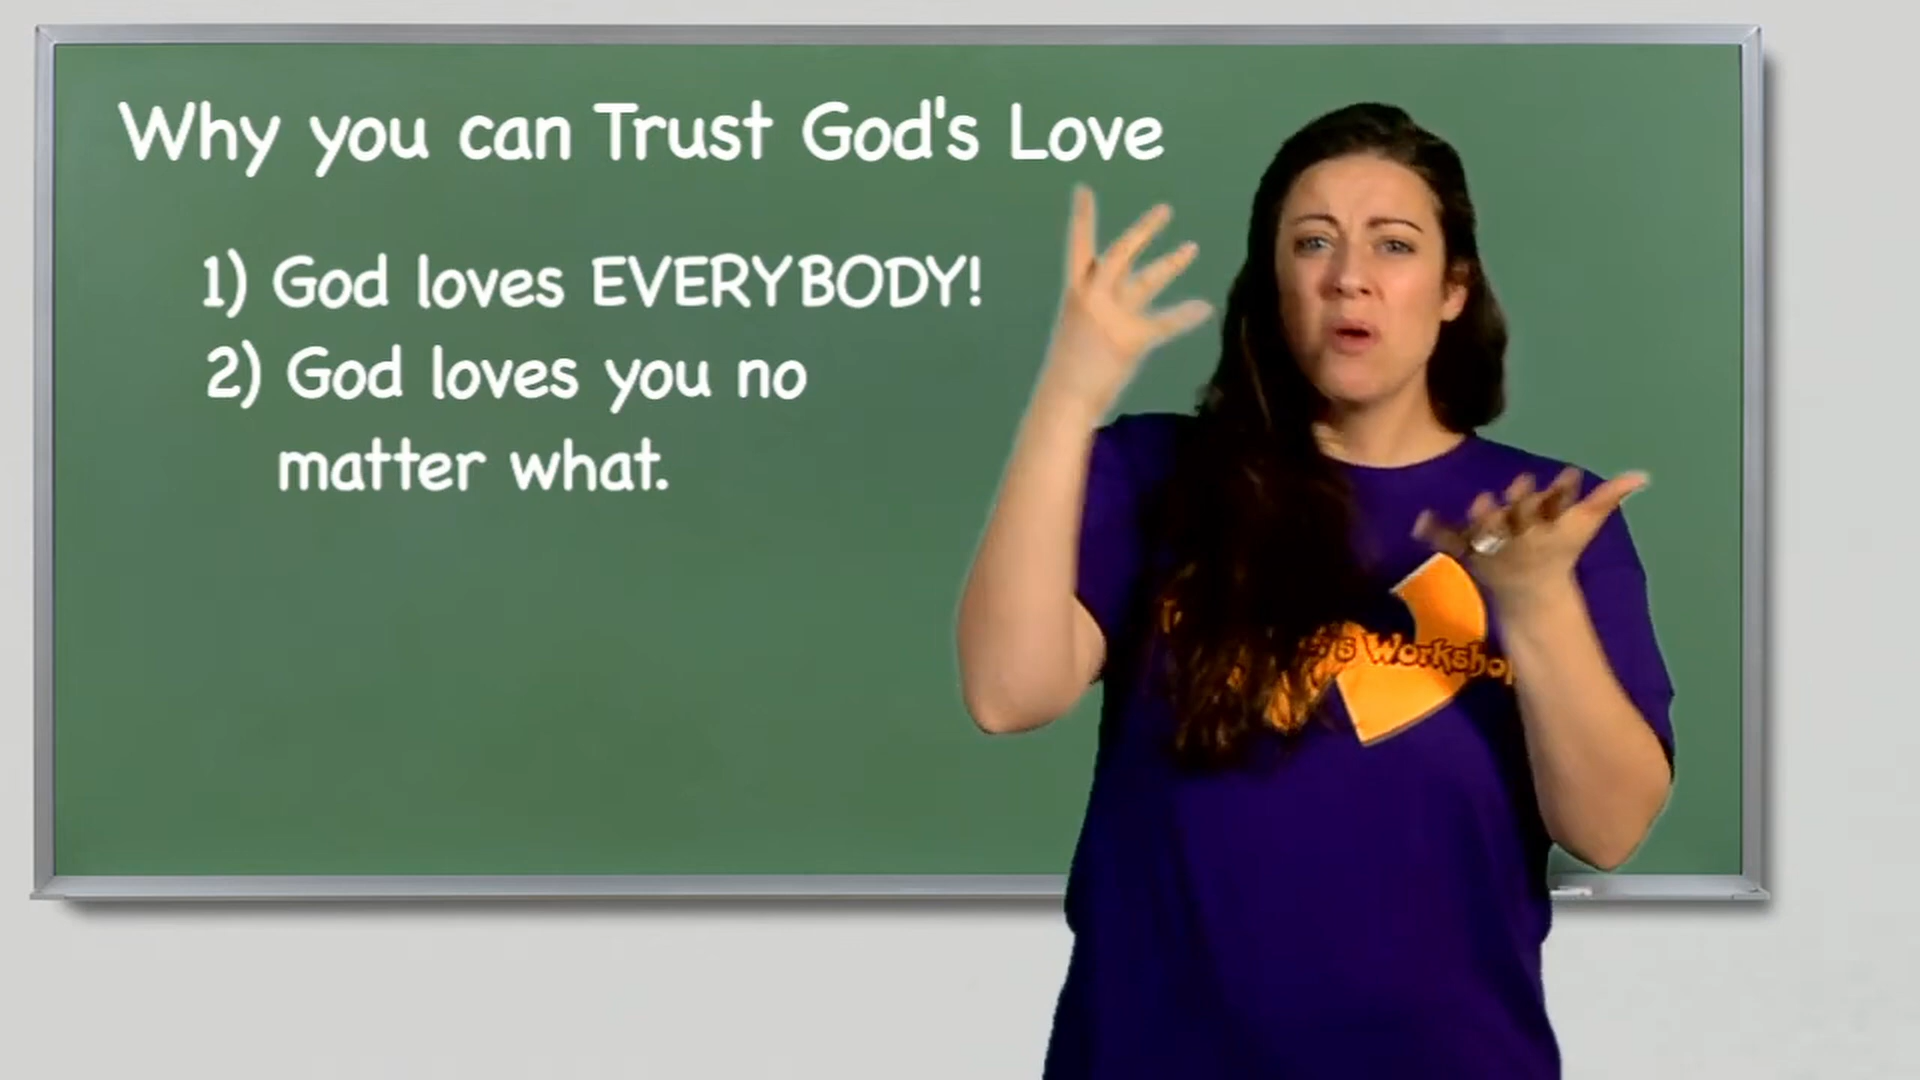 Why you can Trust God's Love
1) God loves EVERYBODY!
2) God loves you no
matter what.
Workshop